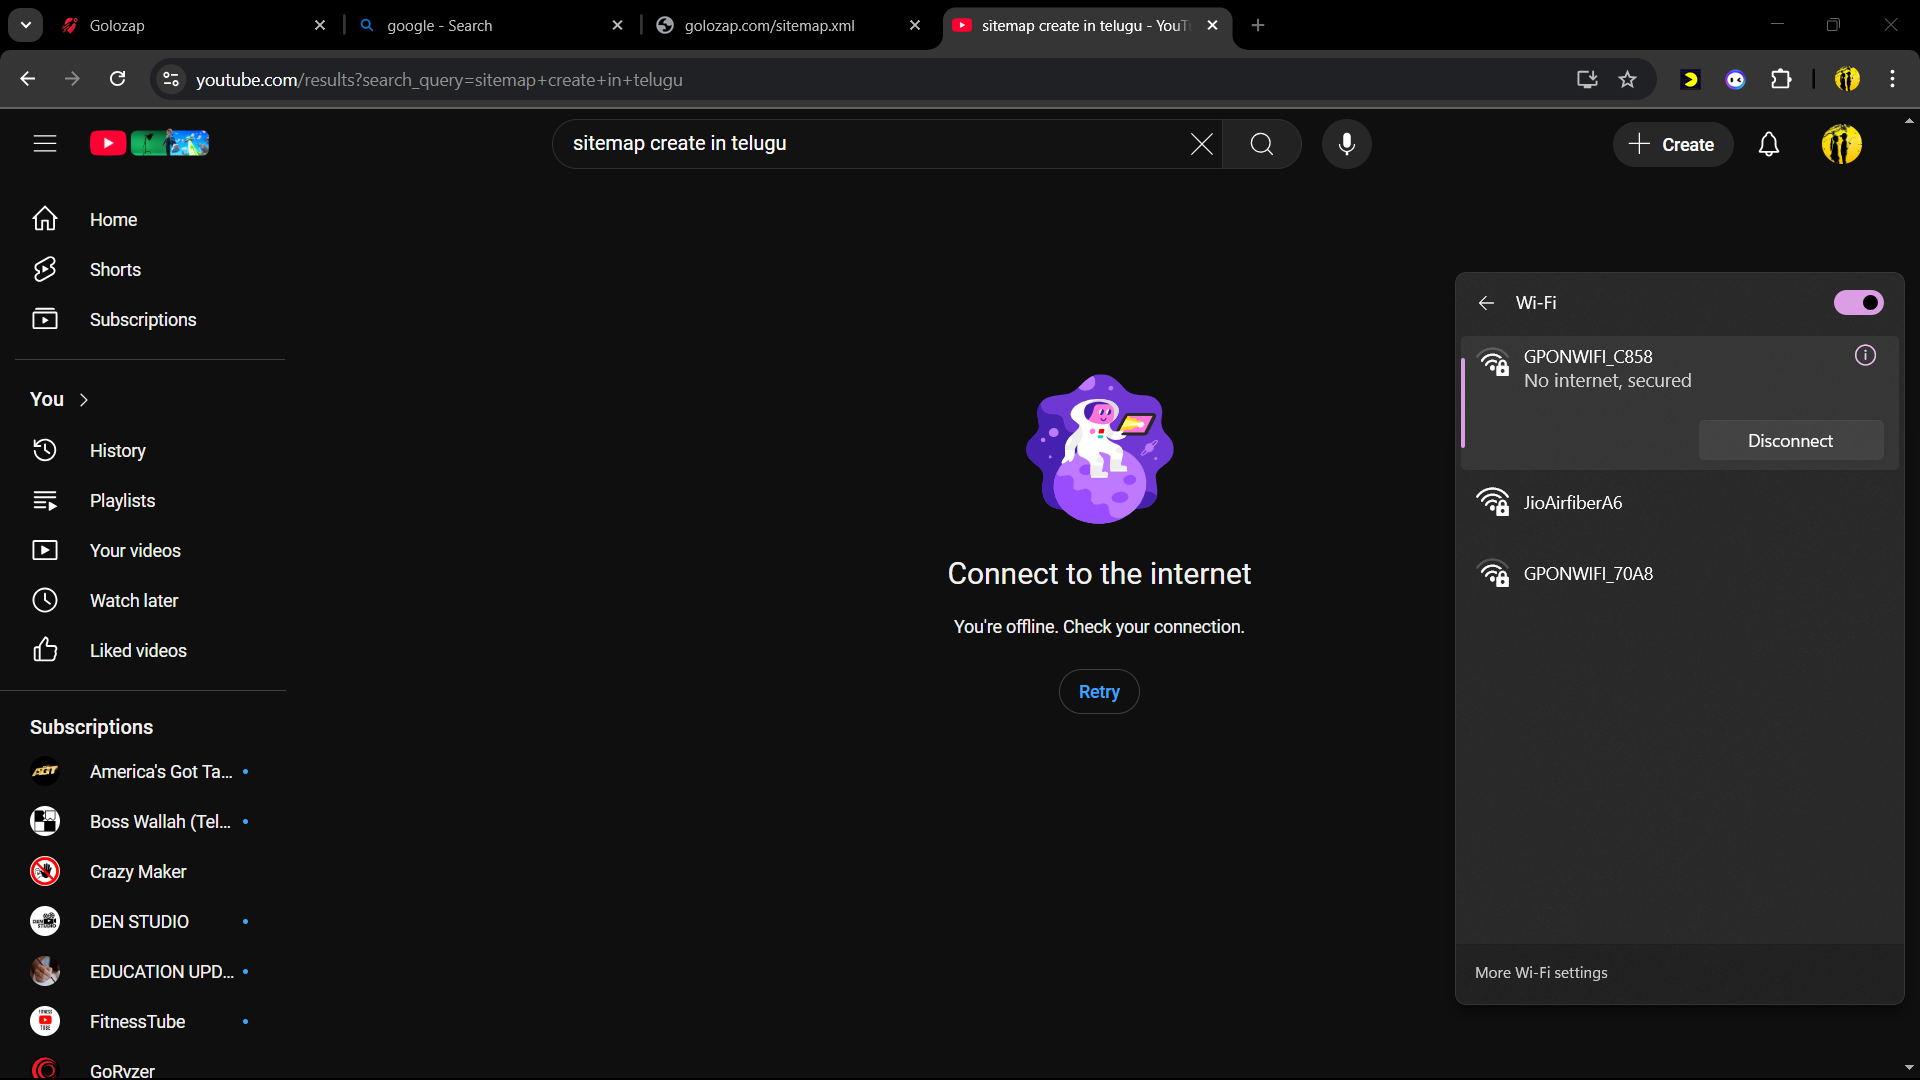 Golozap
google - Search
golozap.com/sitemap.xml
sitemap create in telugu - YouT
youtube.com/results?search_query=sitemap+create+in+telugu
sitemap create in telugu
Create
Home
Shorts
Subscriptions
You
History
Playlists
Your videos
Watch later
Liked videos
Subscriptions
America's Got Ta...
Boss Wallah (Tel...
Crazy Maker
DEN STUDIO
EDUCATION UPD...
FitnessTube
GoRyzer
Connect to the internet
You're offline. Check your connection.
Retry
Wi-Fi
GPONWIFI_C858
No internet, secured
Disconnect
JioAirfiberA6
GPONWIFI_70A8
More Wi-Fi settings